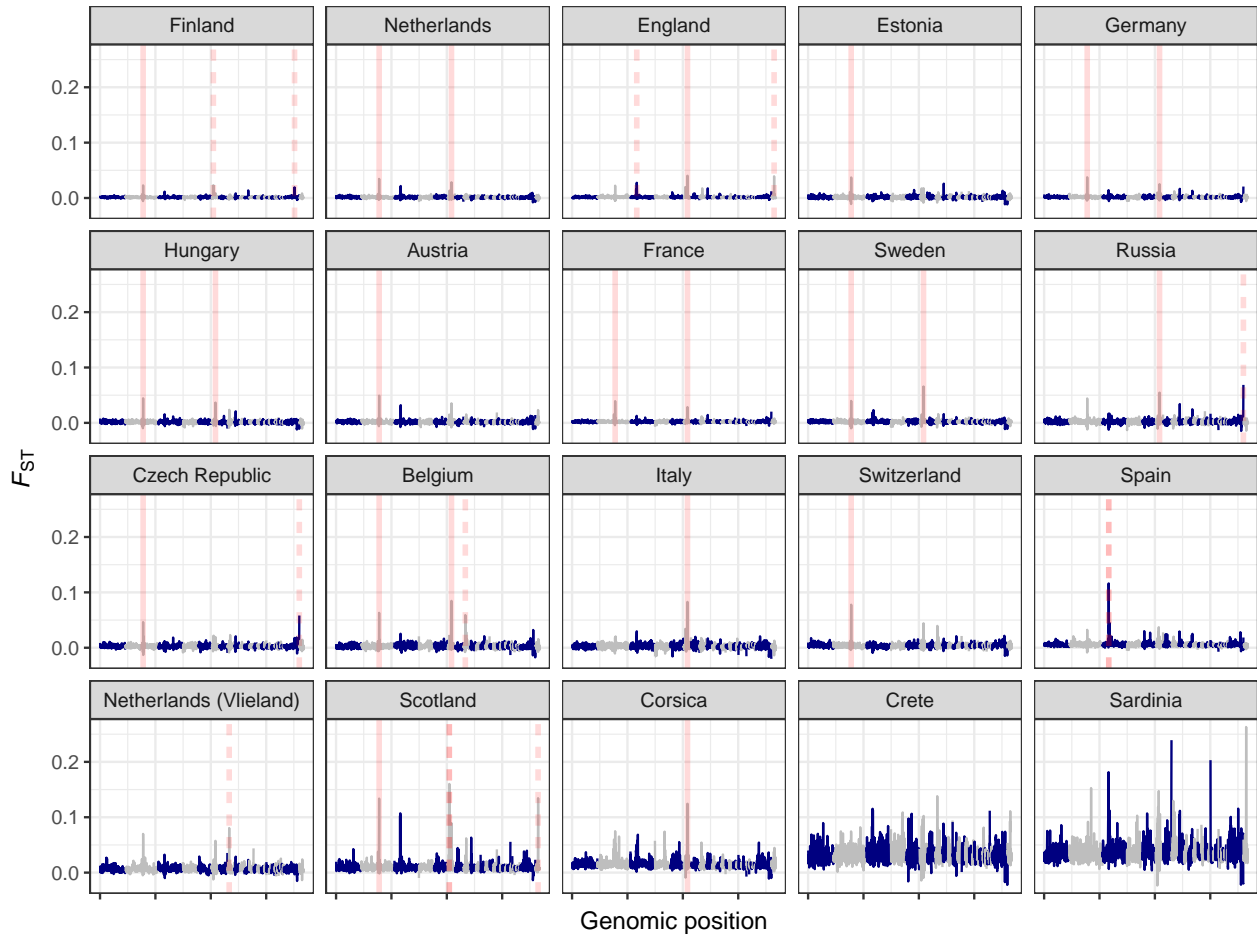 Finland Netherlands England Estonia Germany
0.2
0.1
0.0
Hungary Austria France Sweden Russia
0.2
0.1
0.0
FST
Czech Republic Belgium Italy Switzerland Spain
0.2
0.1
0.0
Netherlands (Vlieland) Scotland Corsica Crete Sardinia
0.2
0.1
0.0
Genomic position